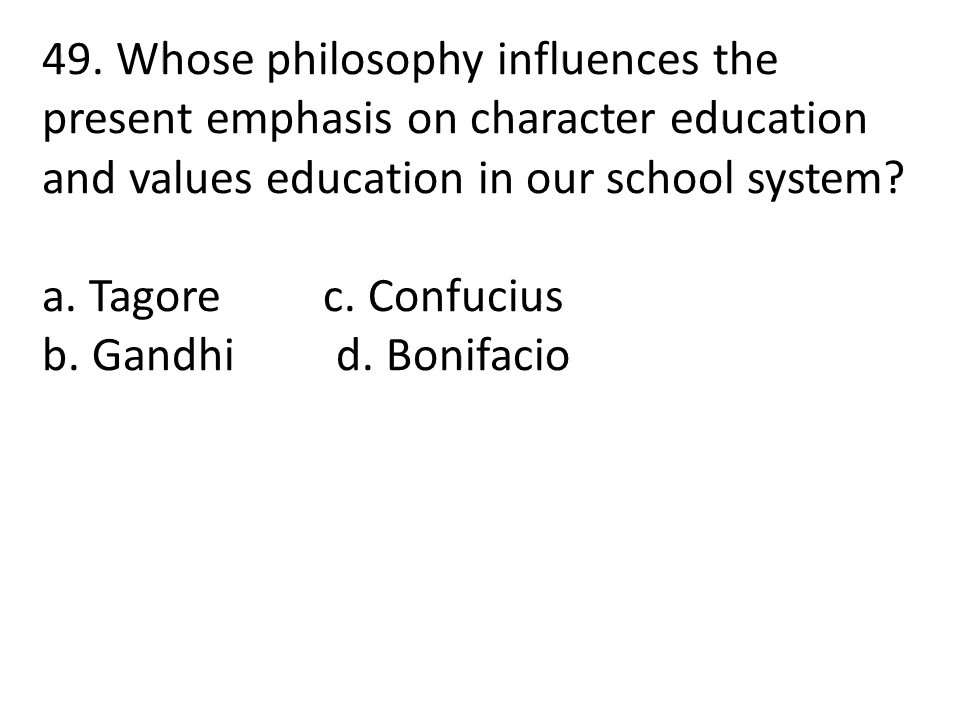 49. Whose philosophy influences the
present emphasis on character education
and values education in our school system?
a. Tagore c. Confucius
b. Gandhi d. Bonifacio